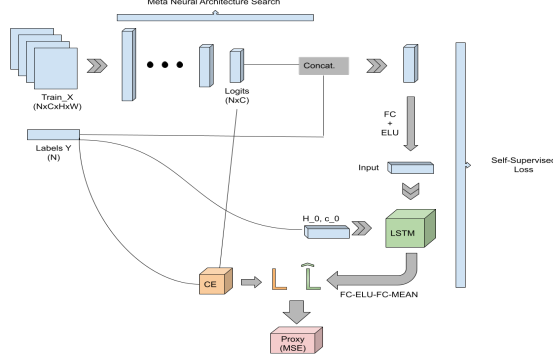 Meta Neural Architecture Search
Concat.
Train_X
(NxCxHxW)
Logits
(NxC)
FC
+
ELU
Labels Y
(N)
Input
Self-Supervised
Loss
H_0, c_0
LSTM
CE
L
L̂
FC-ELU-FC-MEAN
Proxy
(MSE)